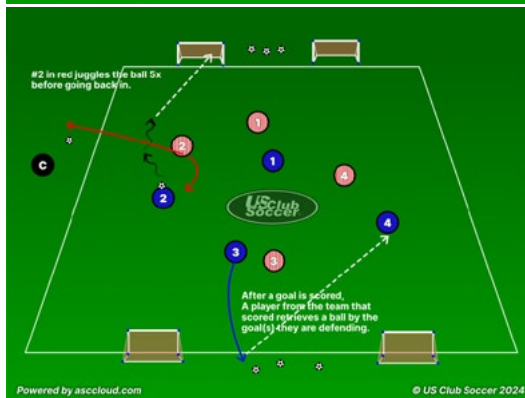 #2 in red juggles the ball 5x
before going back in.
1
2
1
C
4
2
US Club
Soccer
4
3
3
After a goal is scored,
A player from the team that
scored retrieves a ball by the
goal(s) they are defending.
Powered by asccloud.com
© US Club Soccer 2024